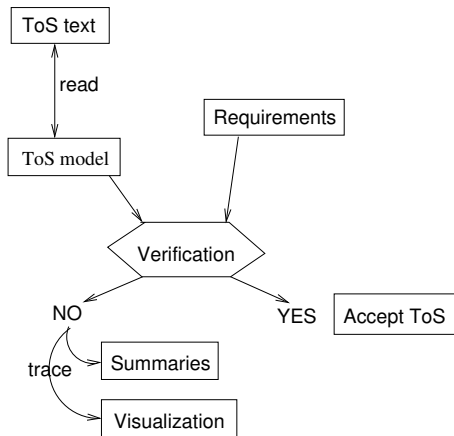 ToS text
read
Requirements
ToS model
Verification
NO
YES
Accept ToS
Summaries
trace
Visualization